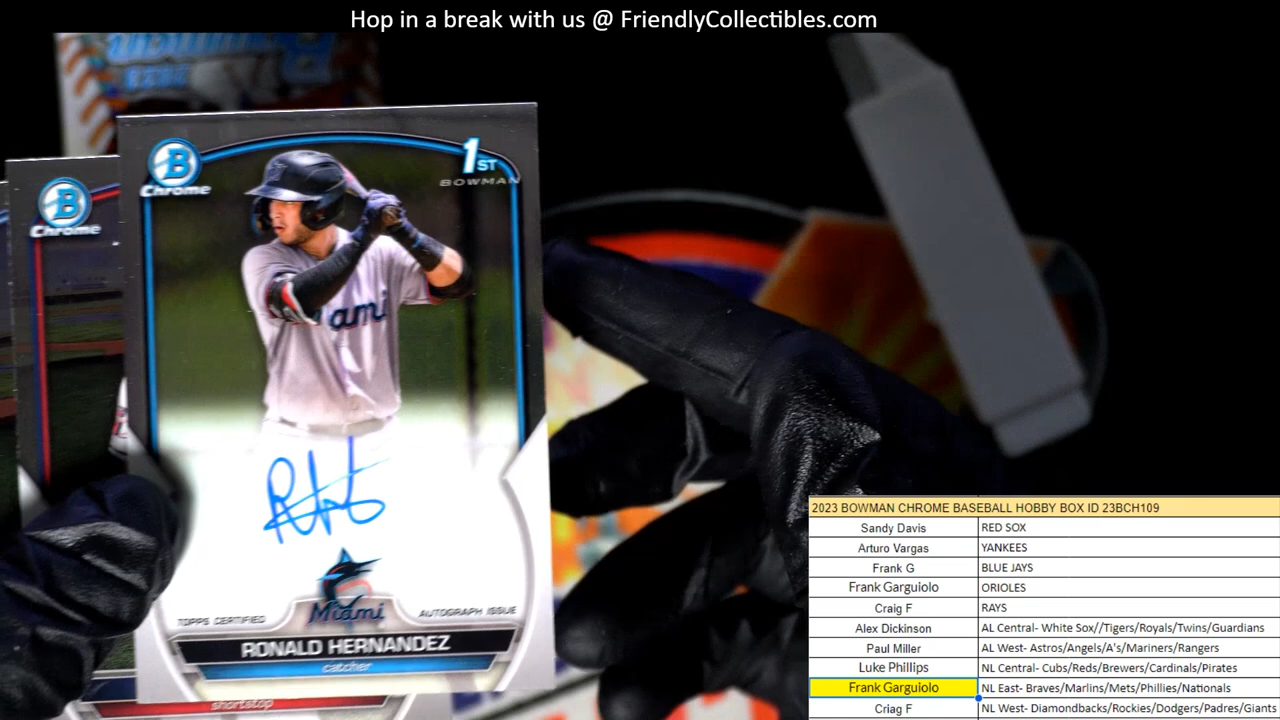 Hop in a break with us @ FriendlyCollectibles.com
B
Chrome
1ST
BOWMAN
B
Chrome
Miami
TOPPS CERTIFIED
AUTOGRAPH ISSUE
RONALD HERNANDEZ
catcher
shortstop
2023 BOWMAN CHROME BASEBALL HOBBY BOX ID 23BCH109
Sandy Davis RED SOX
Arturo Vargas YANKEES
Frank G BLUE JAYS
Frank Garguiolo ORIOLES
Craig F RAYS
Alex Dickinson AL Central- White Sox//Tigers/Royals/Twins/Guardians
Paul Miller AL West- Astros/Angels/A's/Mariners/Rangers
Luke Phillips NL Central- Cubs/Reds/Brewers/Cardinals/Pirates
Frank Garguiolo NL East- Braves/Marlins/Mets/Phillies/Nationals
Criag F NL West- Diamondbacks/Rockies/Dodgers/Padres/Giants